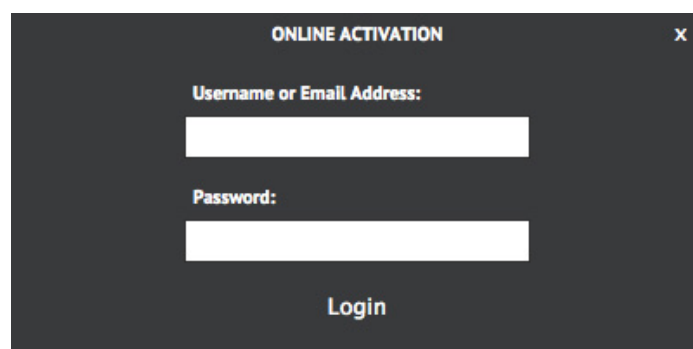 ONLINE ACTIVATION x
Username or Email Address:
Password:
Login